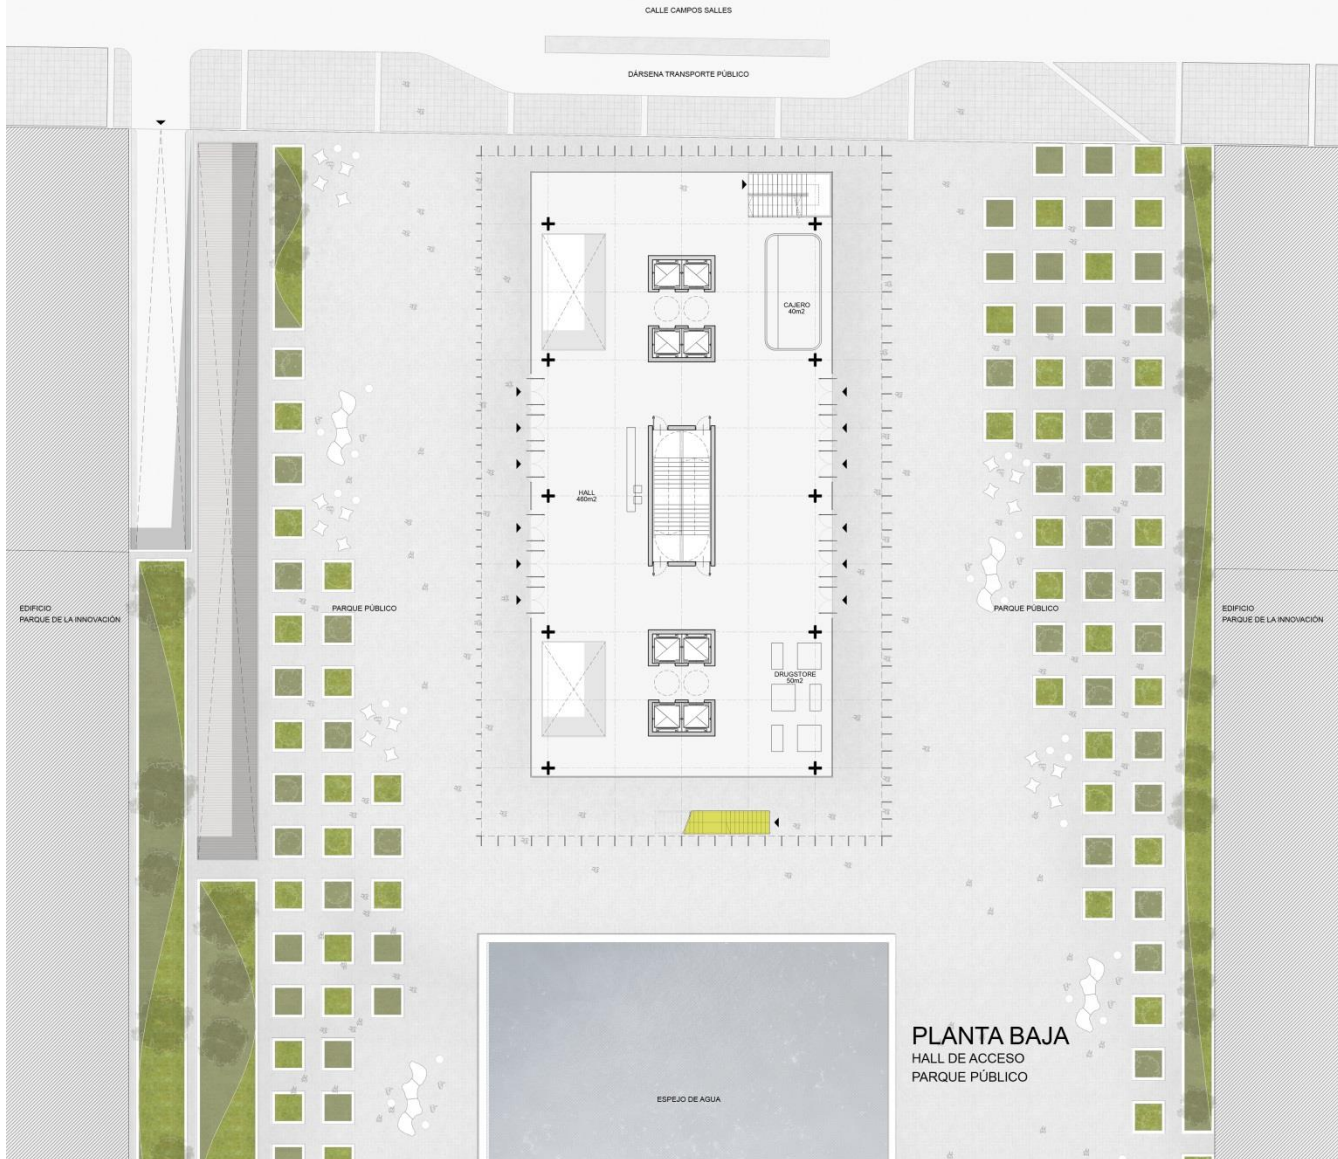 CALLE CAMPOS SALLES
DÁRSENA TRANSPORTE PÚBLICO
CAJERO
40m2
HALL
460m2
EDIFICIO
PARQUE DE LA INNOVACIÓN
PARQUE PÚBLICO
PARQUE PÚBLICO
EDIFICIO
PARQUE DE LA INNOVACIÓN
DRUGSTORE
50m2
PLANTA BAJA
HALL DE ACCESO
PARQUE PÚBLICO
ESPEJO DE AGUA